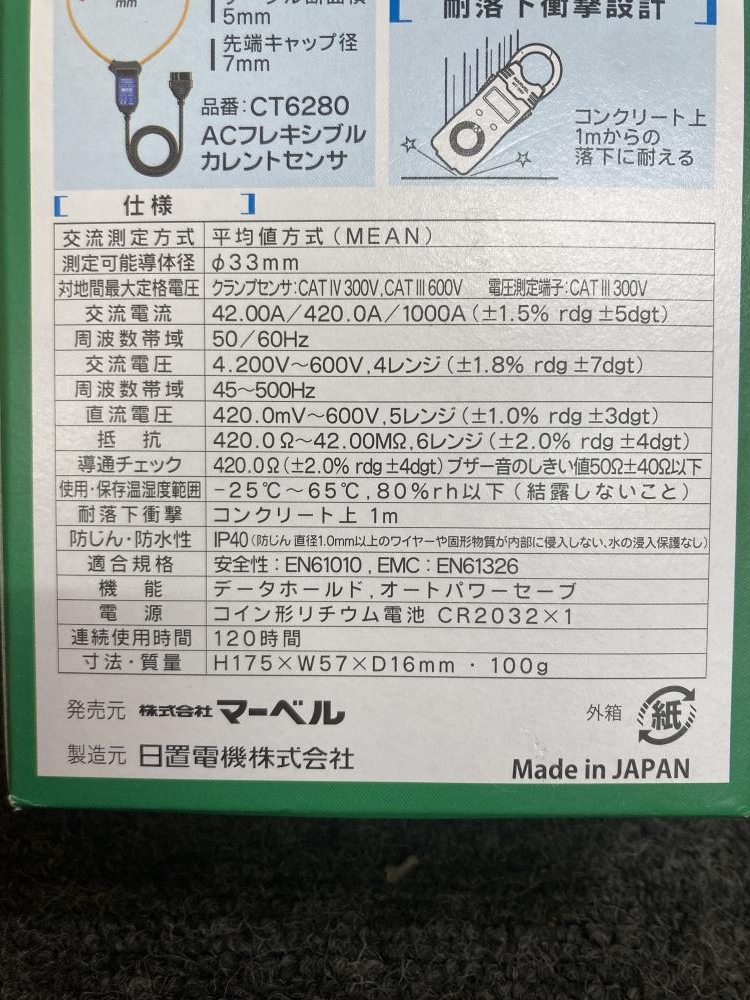 mm
5mm
先端キャップ径
7mm
品番:CT6280
ACフレキシブル
カレントセンサ
耐落下衝撃設計
コンクリート上
1mからの
落下に耐える
【 仕様 】
交流測定方式 平均値方式(MEAN)
測定可能導体径 φ33mm
対地間最大定格電圧 クランプセンサ:CAT Ⅳ 300V,CAT Ⅲ 600V 電圧測定端子:CAT Ⅲ 300V
交流電流 42.00A/420.0A/1000A(±1.5% rdg ±5dgt)
周波数帯域 50/60Hz
交流電圧 4.200V~600V,4レンジ(±1.8% rdg ±7dgt)
周波数帯域 45~500Hz
直流電圧 420.0mV~600V,5レンジ(±1.0% rdg ±3dgt)
抵抗 420.0Ω~42.00MΩ,6レンジ(±2.0% rdg ±4dgt)
導通チェック 420.0Ω(±2.0% rdg ±4dgt)ブザー音のしきい値50Ω±40Ω以下
使用・保存温湿度範囲 -25℃~65℃,80%rh以下(結露しないこと)
耐落下衝撃 コンクリート上 1m
防じん・防水性 IP40(防じん 直径1.0mm以上のワイヤーや固形物質が内部に侵入しない、水の浸入保護なし)
適合規格 安全性:EN61010,EMC:EN61326
機能 データホールド,オートパワーセーブ
電源 コイン形リチウム電池 CR2032×1
連続使用時間 120時間
寸法・質量 H175×W57×D16mm・100g
発売元 株式会社マーベル
外箱 紙
製造元 日置電機株式会社
Made in JAPAN